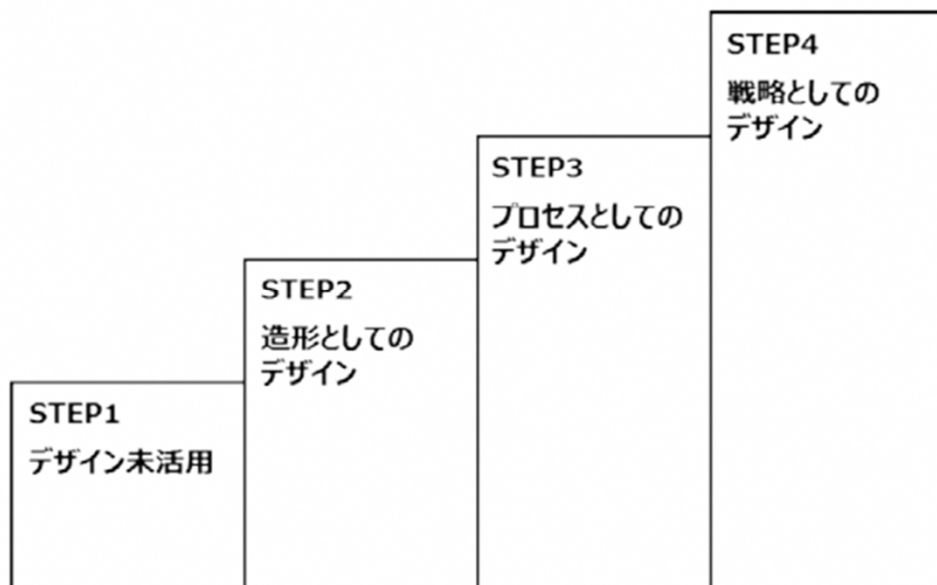 STEP1
デザイン未活用
STEP2
造形としての
デザイン
STEP3
プロセスとしての
デザイン
STEP4
戦略としての
デザイン